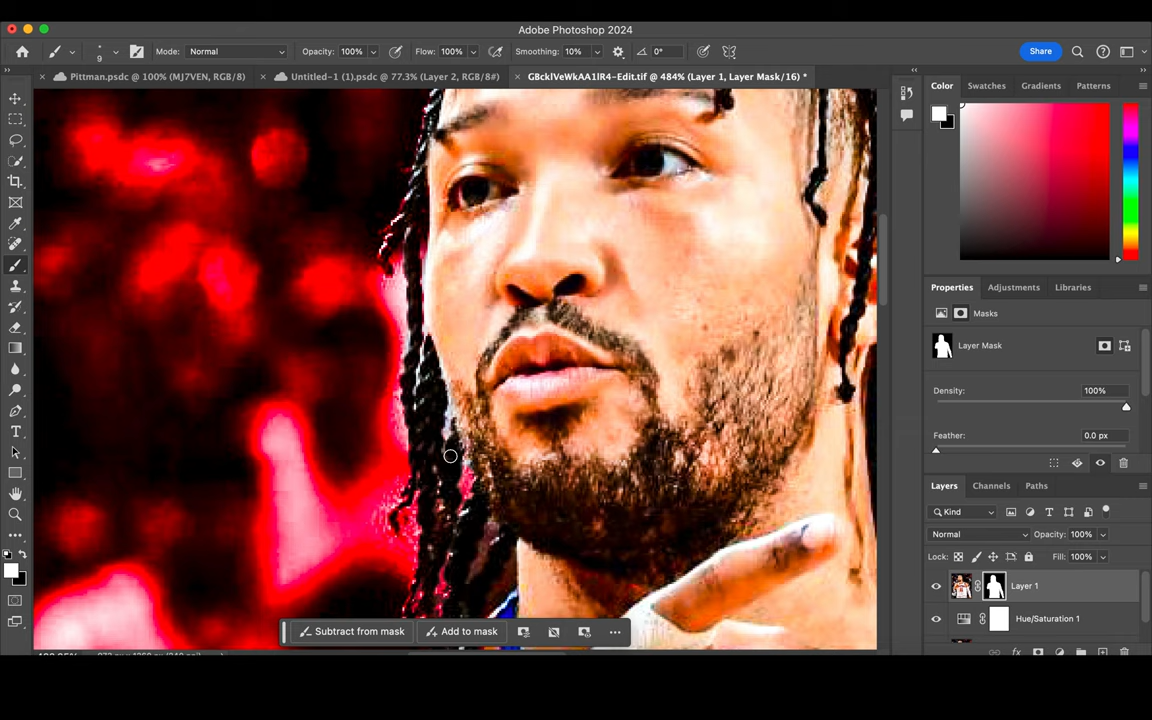 Adobe Photoshop 2024
9
Mode: Normal Opacity: 100% Flow: 100% Smoothing: 10% 0° Share
Pittman.psdc @ 100% (MJ7VEN, RGB/8) Untitled-1 (1).psdc @ 77.3% (Layer 2, RGB/8#) GBcklVeWkAA1lR4-Edit.tif @ 484% (Layer 1, Layer Mask/16) *
Color Swatches Gradients Patterns
Properties Adjustments Libraries
Masks
Layer Mask
Density: 100%
Feather: 0.0 px
Layers Channels Paths
Kind
Normal Opacity: 100%
Lock: Fill: 100%
Layer 1
Hue/Saturation 1
Subtract from mask Add to mask